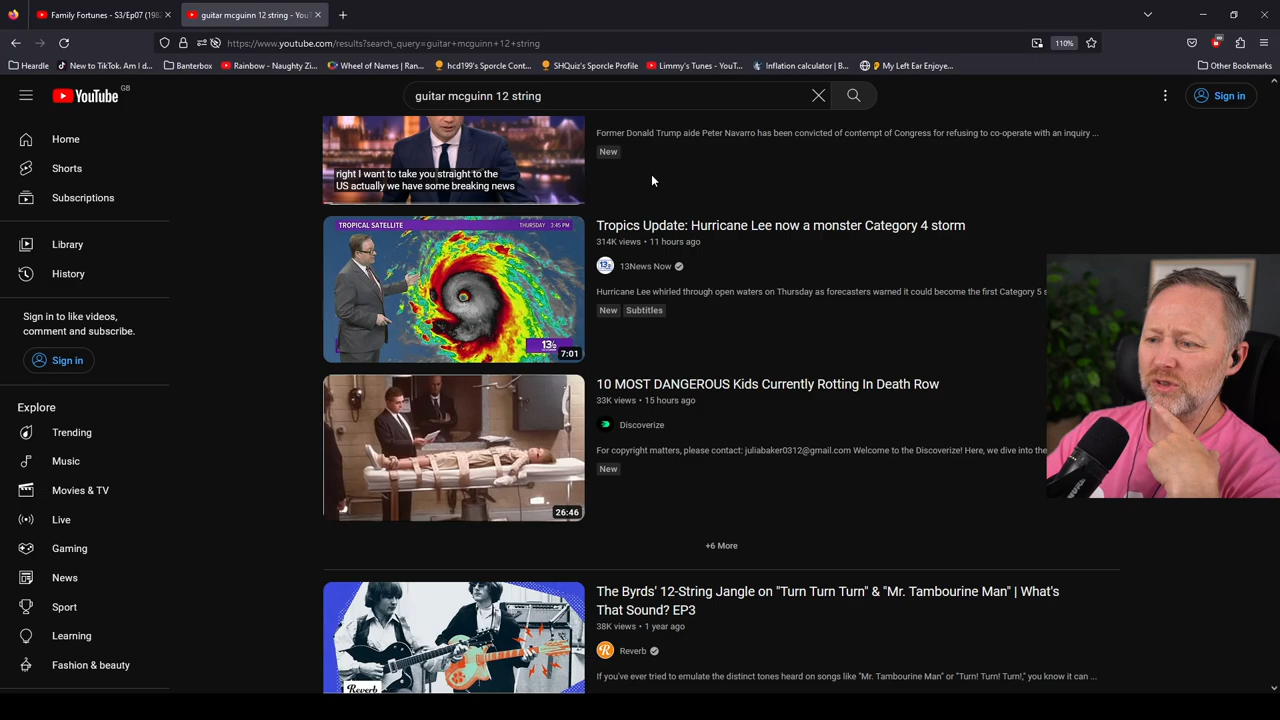 Family Fortunes - S3/Ep07 (198
guitar mcguinn 12 string - YouT
https://www.youtube.com/results?search_query=guitar+mcguinn+12+string
110%
Heardle
New to TikTok. Am I d...
Banterbox
Rainbow - Naughty Zi...
Wheel of Names | Ran...
hcd199's Sporcle Cont...
SHQuiz's Sporcle Profile
Limmy's Tunes - YouT...
Inflation calculator | B...
My Left Ear Enjoye...
Other Bookmarks
YouTube GB
guitar mcguinn 12 string
Sign in
Home
Shorts
Subscriptions
Library
History
Sign in to like videos,
comment and subscribe.
Sign in
Explore
Trending
Music
Movies & TV
Live
Gaming
News
Sport
Learning
Fashion & beauty
right I want to take you straight to the
US actually we have some breaking news
Former Donald Trump aide Peter Navarro has been convicted of contempt of Congress for refusing to co-operate with an inquiry ...
New
TROPICAL SATELLITE
THURSDAY 3:45 PM
13
7:01
Tropics Update: Hurricane Lee now a monster Category 4 storm
314K views • 11 hours ago
13News Now
Hurricane Lee whirled through open waters on Thursday as forecasters warned it could become the first Category 5 s
New
Subtitles
26:46
10 MOST DANGEROUS Kids Currently Rotting In Death Row
33K views • 15 hours ago
Discoverize
For copyright matters, please contact: juliabaker0312@gmail.com Welcome to the Discoverize! Here, we dive into the
New
+6 More
Reverb
The Byrds' 12-String Jangle on "Turn Turn Turn" & "Mr. Tambourine Man" | What's
That Sound? EP3
38K views • 1 year ago
Reverb
If you've ever tried to emulate the distinct tones heard on songs like "Mr. Tambourine Man" or "Turn! Turn! Turn!," you know it can ...